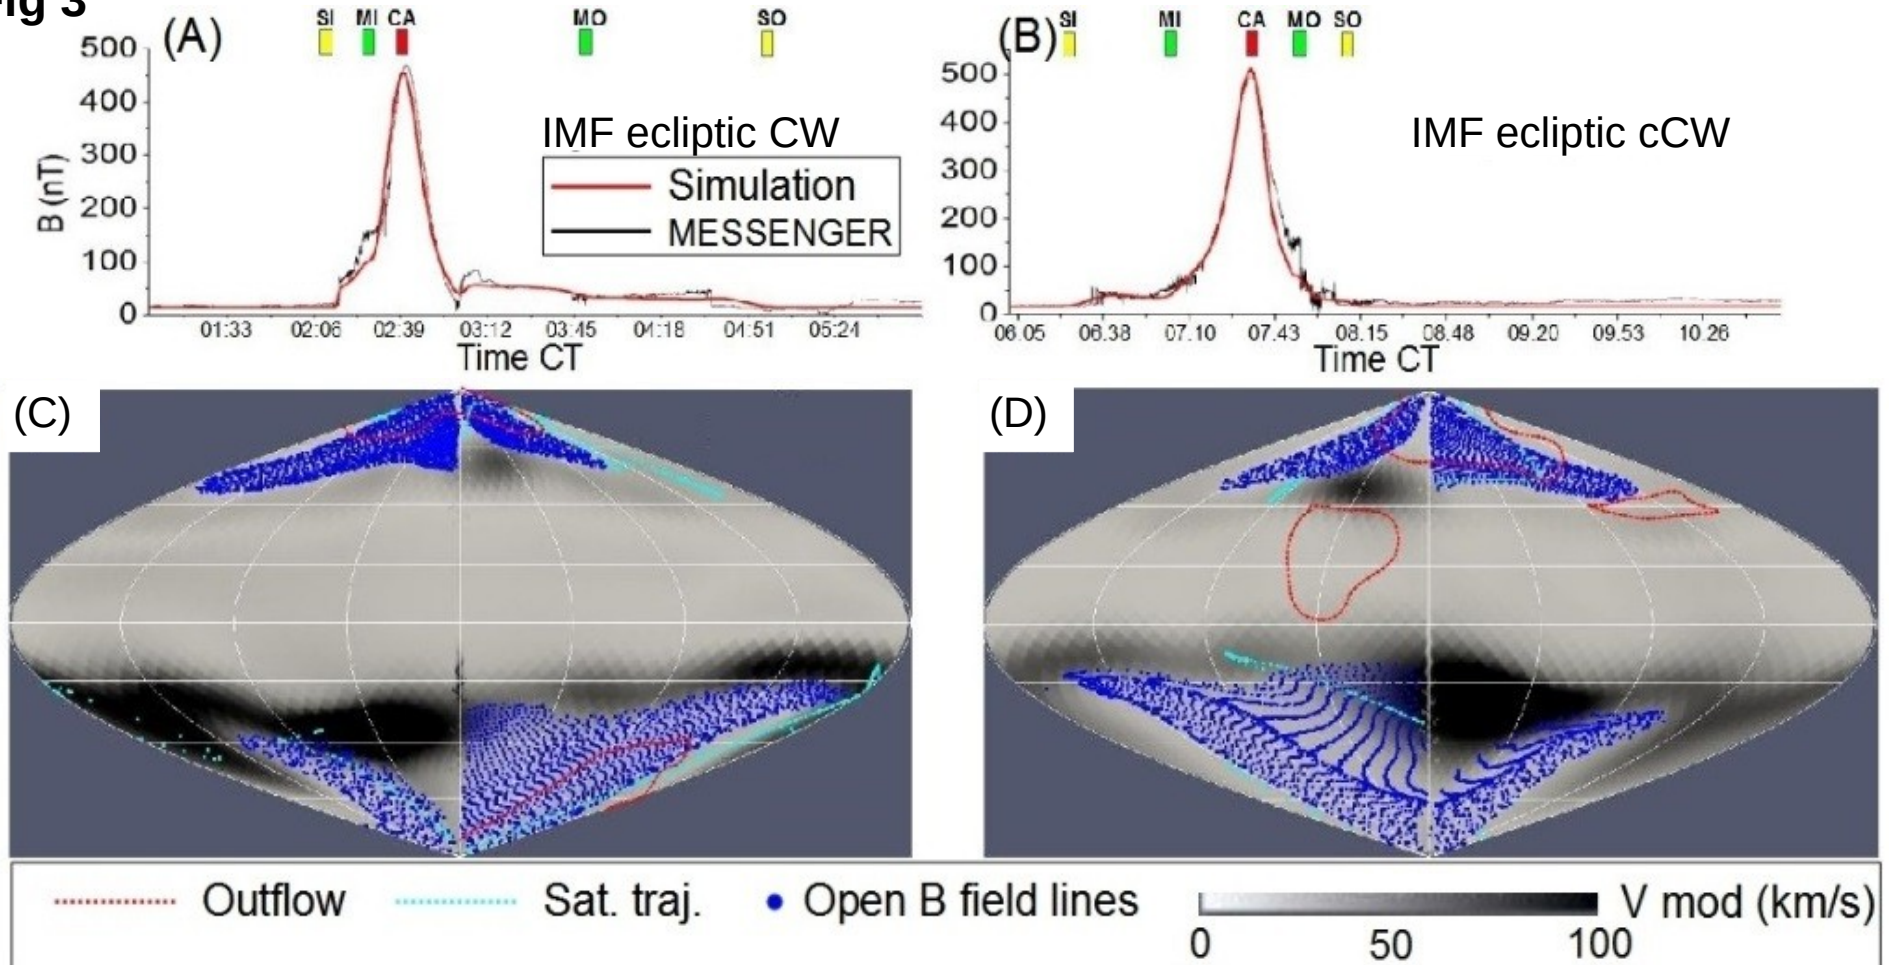 Fig 3
(A)
SI MI CA MO SO
500
400
300
200
100
0
B (nT)
IMF ecliptic CW
Simulation
MESSENGER
01:33 02:06 02:39 03:12 03:45 04:18 04:51 05:24
Time CT
(B)
SI MI CA MO SO
500
400
300
200
100
0
IMF ecliptic cCW
06.05 06.38 07.10 07.43 08.15 08.48 09.20 09.53 10.26
Time CT
(C)
(D)
Outflow Sat. traj. Open B field lines V mod (km/s)
0 50 100